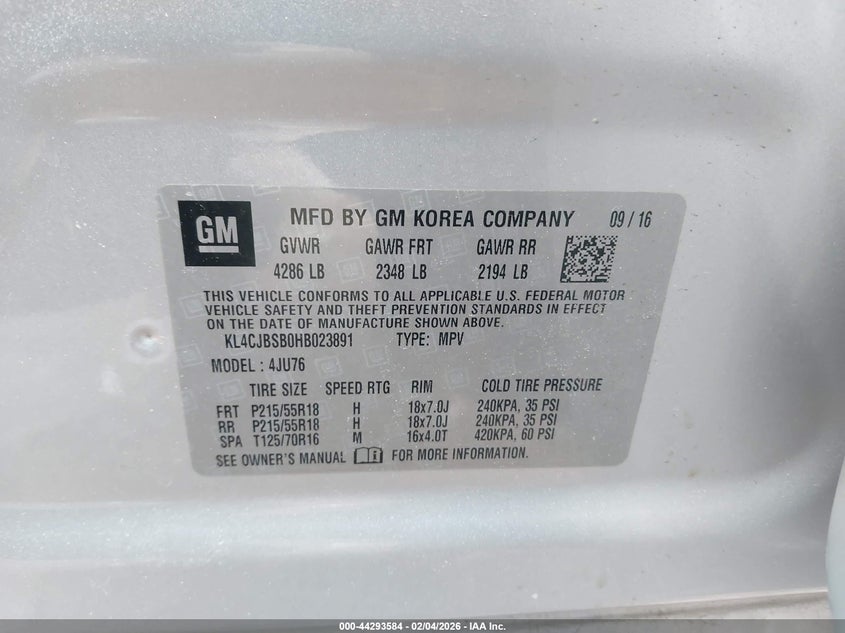 GM MFD BY GM KOREA COMPANY 09 / 16
GVWR GAWR FRT GAWR RR
4286 LB 2348 LB 2194 LB
THIS VEHICLE CONFORMS TO ALL APPLICABLE U.S. FEDERAL MOTOR
VEHICLE SAFETY AND THEFT PREVENTION STANDARDS IN EFFECT
ON THE DATE OF MANUFACTURE SHOWN ABOVE.
KL4CJBSB0HB023891 TYPE: MPV
MODEL : 4JU76
TIRE SIZE SPEED RTG RIM COLD TIRE PRESSURE
FRT P215/55R18 H 18x7.0J 240KPA, 35 PSI
RR P215/55R18 H 18x7.0J 240KPA, 35 PSI
SPA T125/70R16 M 16x4.0T 420KPA, 60 PSI
SEE OWNER'S MANUAL FOR MORE INFORMATION.
000-44293584 - 02/04/2026 - IAA Inc.